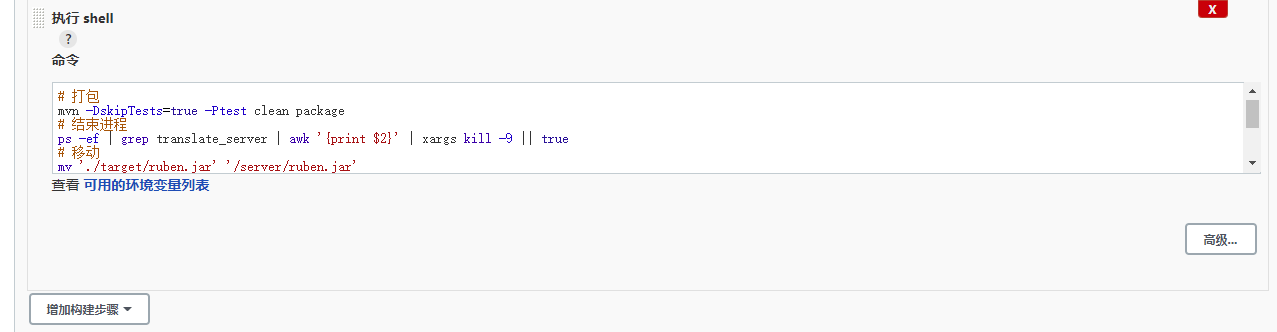 执行 shell
X
?
命令
# 打包
mvn -DskipTests=true -Ptest clean package
# 结束进程
ps -ef | grep translate_server | awk '{print $2}' | xargs kill -9 || true
# 移动
mv './target/ruben.jar' '/server/ruben.jar'
查看 可用的环境变量列表
高级...
增加构建步骤